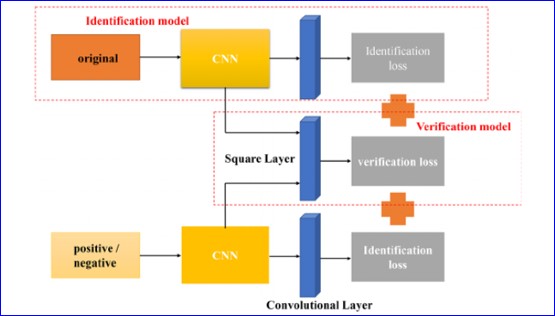 Identification model
original
CNN
Identification
loss
Verification model
Square Layer
verification loss
positive /
negative
CNN
Identification
loss
Convolutional Layer